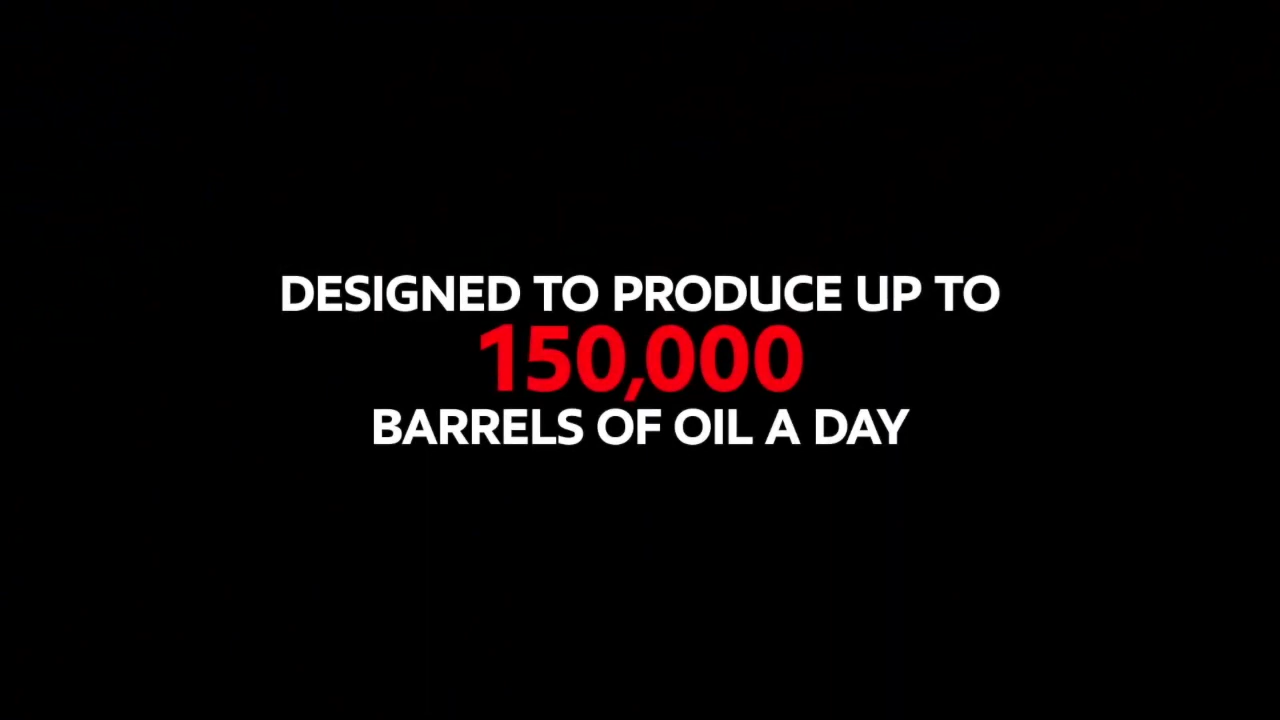 DESIGNED TO PRODUCE UP TO
150,000
BARRELS OF OIL A DAY